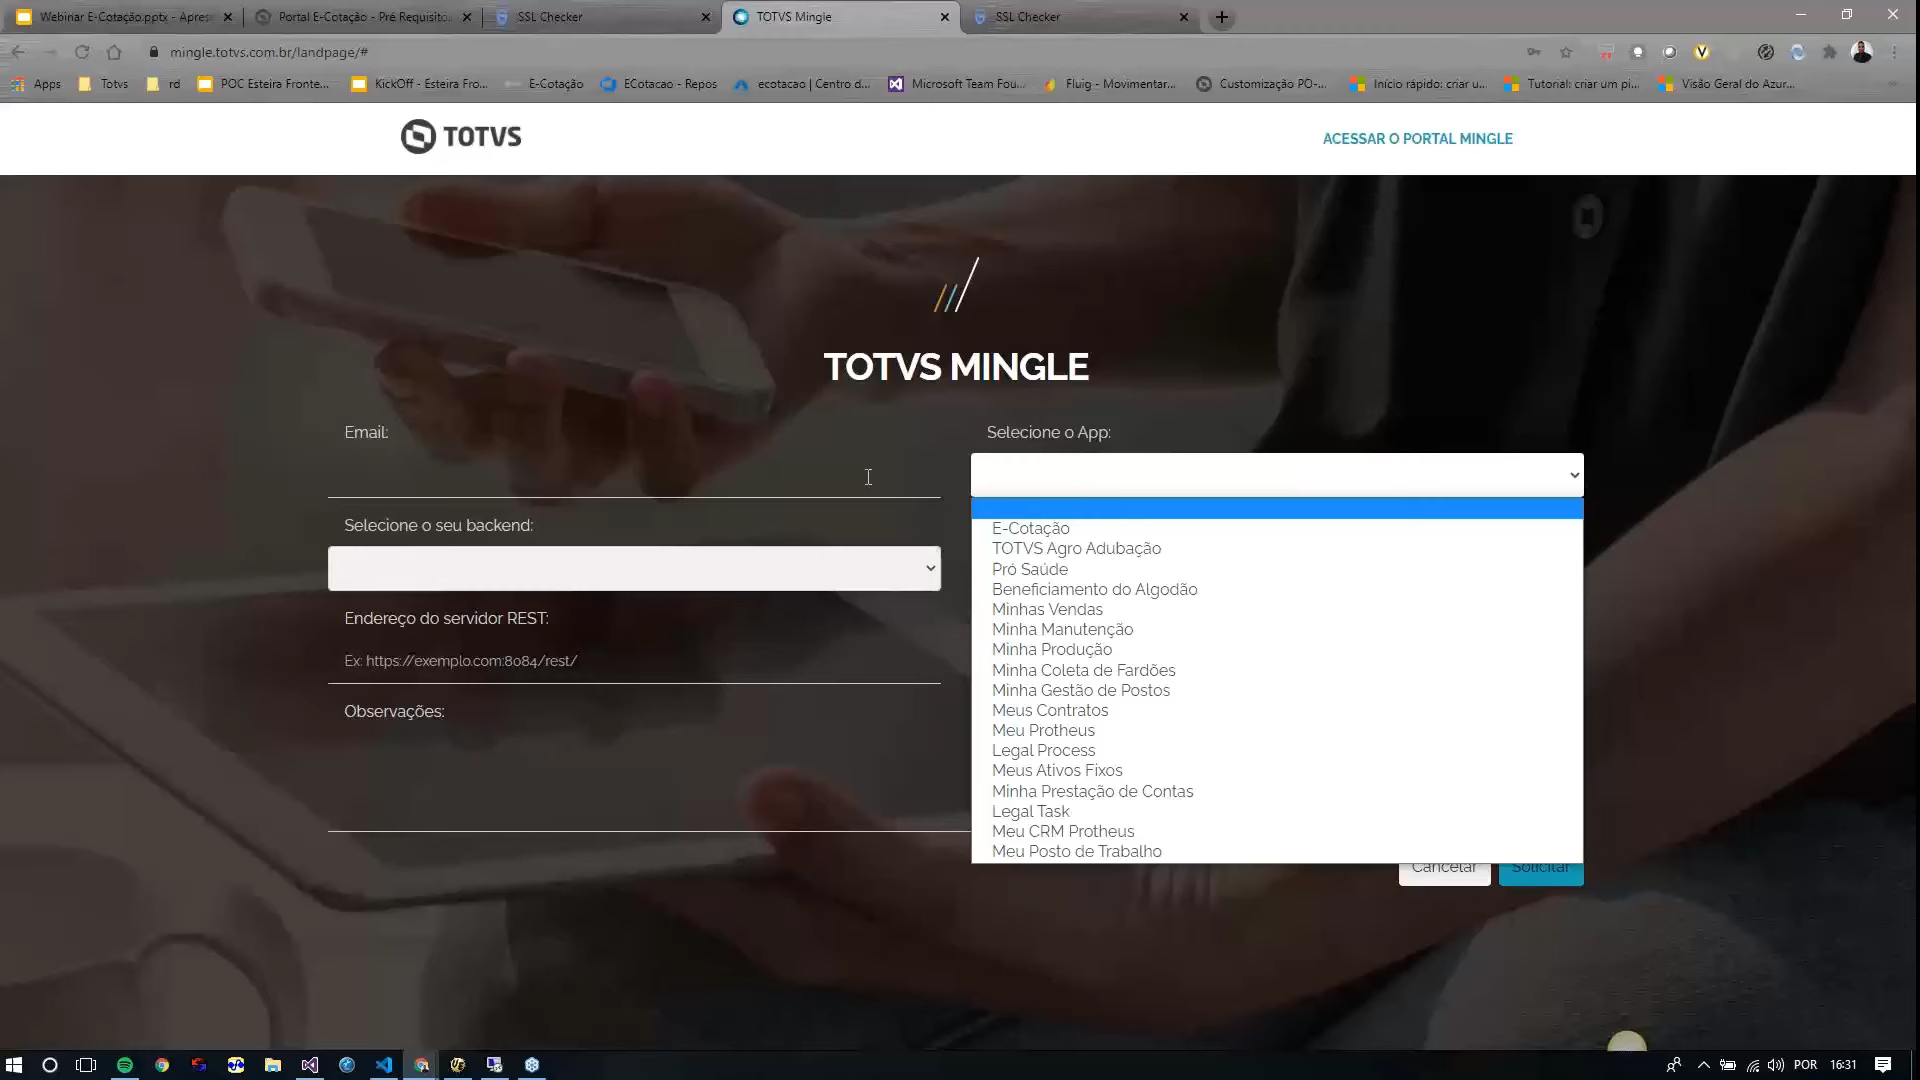 Webinar E-Cotação.pptx - Apres
Portal E-Cotação - Pré Requisito
SSL Checker
TOTVS Mingle
SSL Checker
mingle.totvs.com.br/landpage/#
Apps
Totvs
rd
POC Esteira Fronte...
KickOff - Esteira Fro...
E-Cotação
ECotacao - Repos
ecotacao | Centro d...
Microsoft Team Fou...
Fluig - Movimentar...
Customização PO-...
Início rápido: criar u...
Tutorial: criar um pi...
Visão Geral do Azur...
TOTVS
ACESSAR O PORTAL MINGLE
TOTVS MINGLE
Email:
Selecione o App:
Selecione o seu backend:
Endereço do servidor REST:
Ex: https://exemplo.com:8084/rest/
Observações:
E-Cotação
TOTVS Agro Adubação
Pró Saúde
Beneficiamento do Algodão
Minhas Vendas
Minha Manutenção
Minha Produção
Minha Coleta de Fardões
Minha Gestão de Postos
Meus Contratos
Meu Protheus
Legal Process
Meus Ativos Fixos
Minha Prestação de Contas
Legal Task
Meu CRM Protheus
Meu Posto de Trabalho
Cancelar
Solicitar
POR
16:31